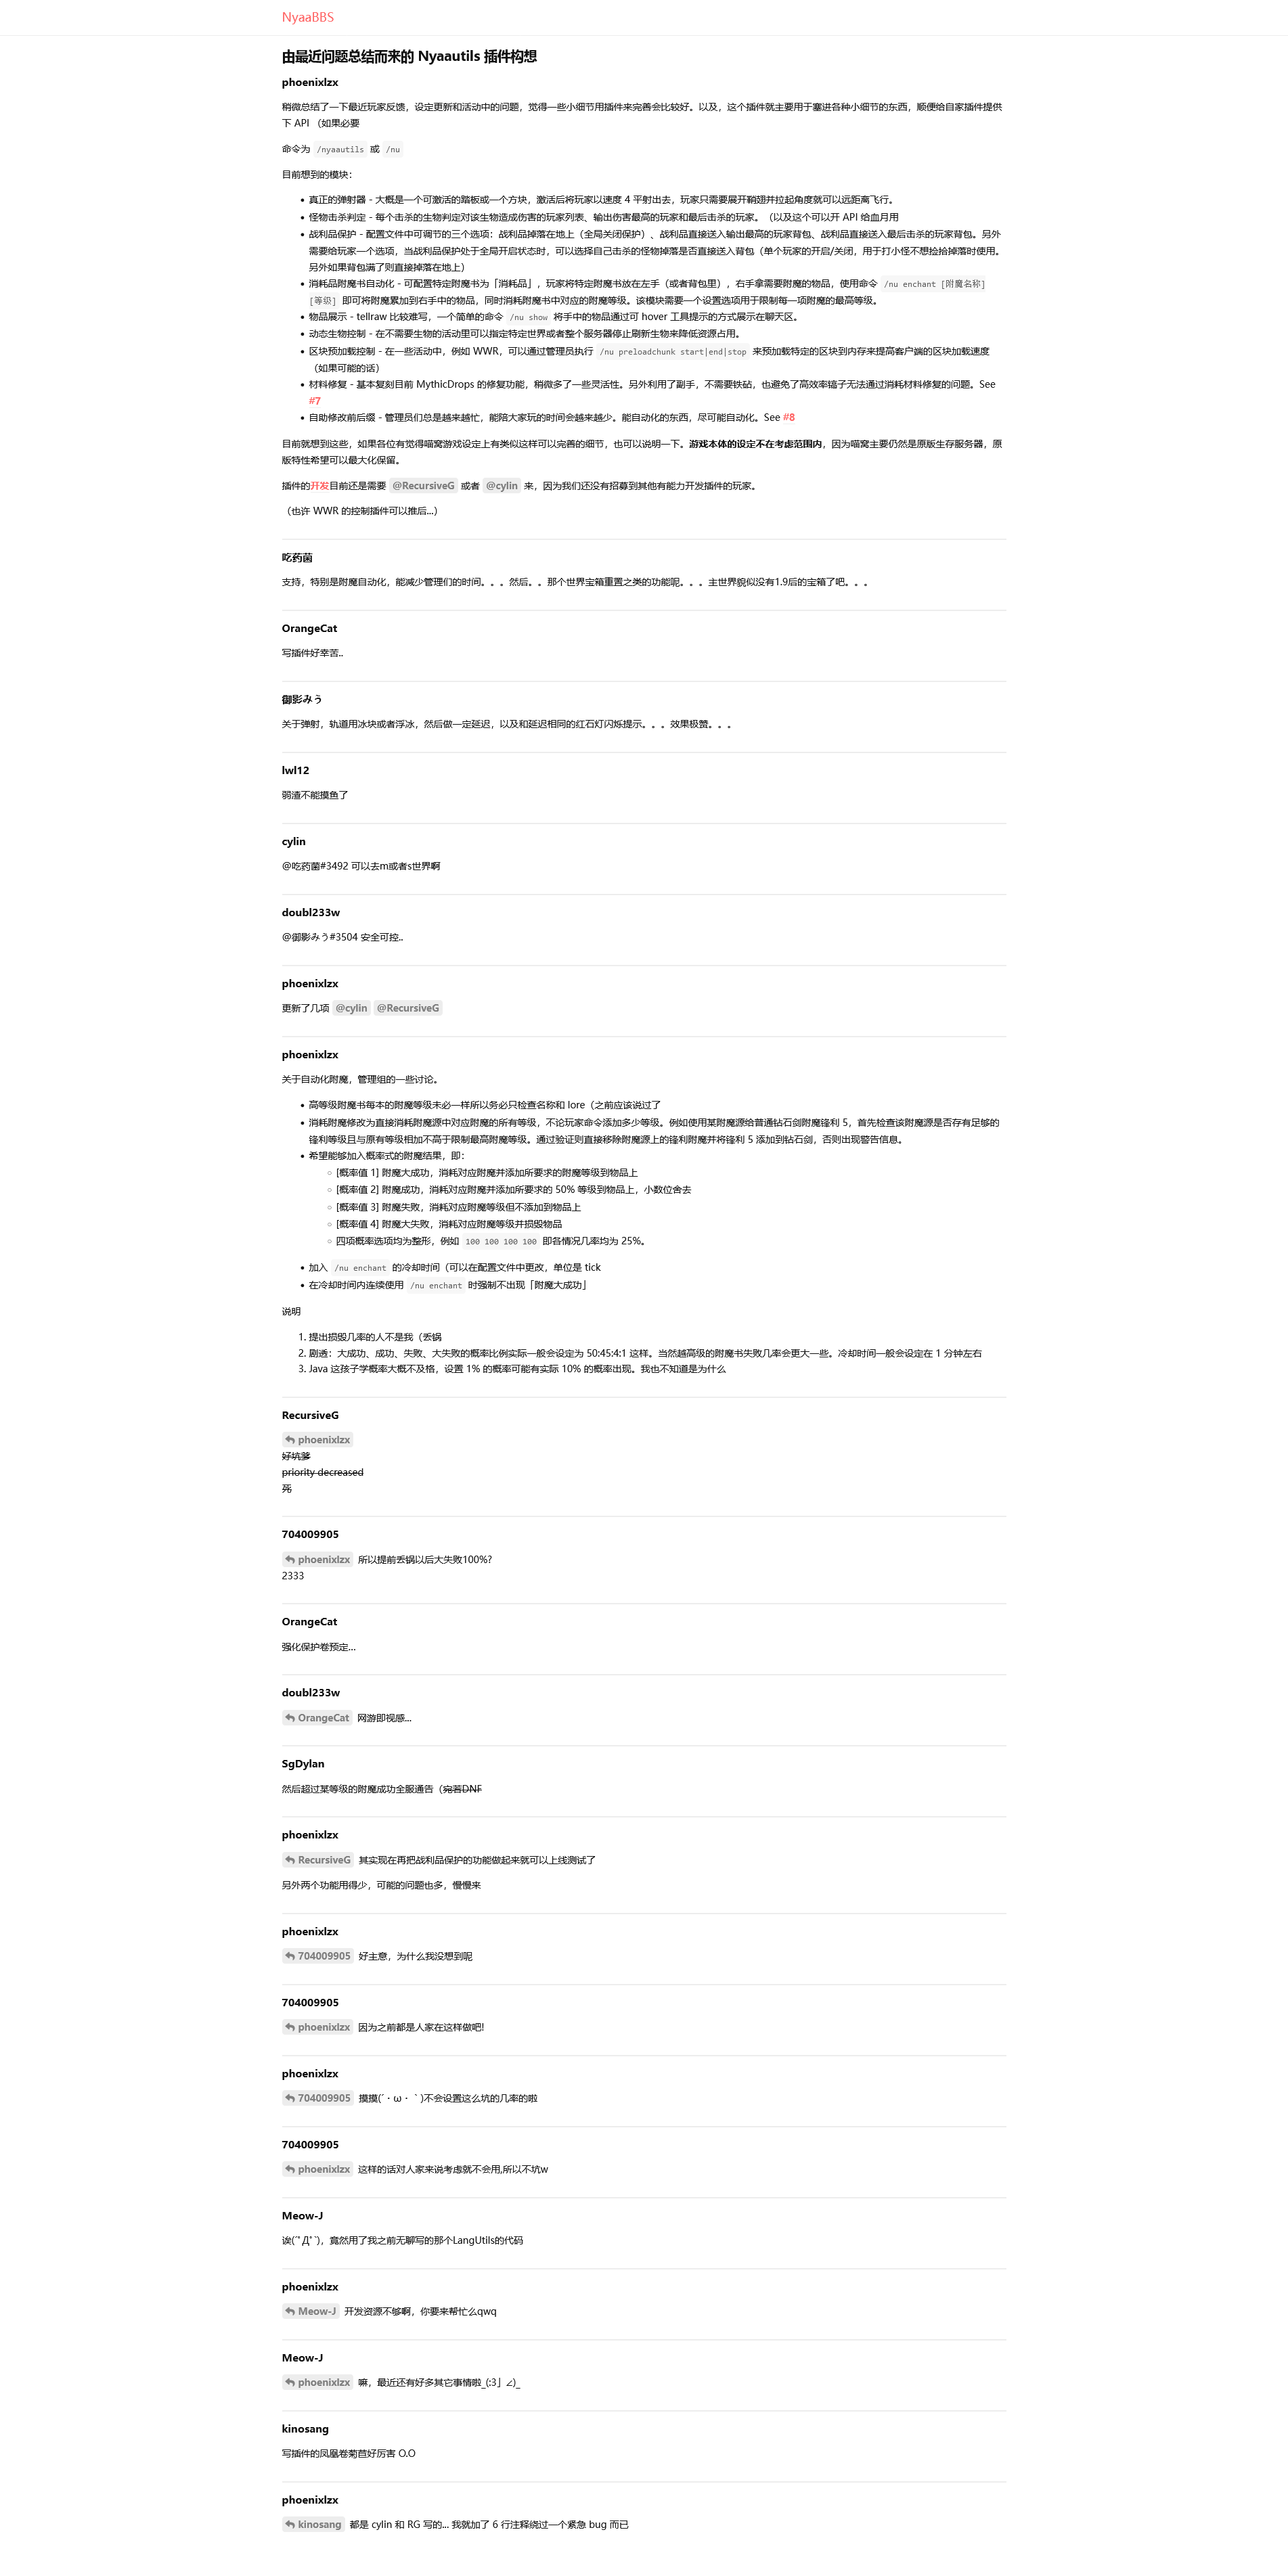 NyaaBBS
由最近问题总结而来的 Nyaautils 插件构想
phoenixlzx
稍微总结了一下最近玩家反馈，设定更新和活动中的问题，觉得一些小细节用插件来完善会比较好。以及，这个插件就主要用于塞进各种小细节的东西，顺便给自家插件提供
下 API （如果必要
命令为 /nyaautils 或 /nu
目前想到的模块：
• 真正的弹射器 - 大概是一个可激活的踏板或一个方块，激活后将玩家以速度 4 平射出去，玩家只需要展开鞘翅并拉起角度就可以远距离飞行。
• 怪物击杀判定 - 每个击杀的生物判定对该生物造成伤害的玩家列表、输出伤害最高的玩家和最后击杀的玩家。（以及这个可以开 API 给血月用
• 战利品保护 - 配置文件中可调节的三个选项：战利品掉落在地上（全局关闭保护）、战利品直接送入输出最高的玩家背包、战利品直接送入最后击杀的玩家背包。另外
需要给玩家一个选项，当战利品保护处于全局开启状态时，可以选择自己击杀的怪物掉落是否直接送入背包（单个玩家的开启/关闭，用于打小怪不想捡捡掉落时使用。
另外如果背包满了则直接掉落在地上）
• 消耗品附魔书自动化 - 可配置特定附魔书为「消耗品」，玩家将特定附魔书放在左手（或者背包里），右手拿需要附魔的物品，使用命令 /nu enchant [附魔名称]
[等级] 即可将附魔累加到右手中的物品，同时消耗附魔书中对应的附魔等级。该模块需要一个设置选项用于限制每一项附魔的最高等级。
• 物品展示 - tellraw 比较难写，一个简单的命令 /nu show 将手中的物品通过可 hover 工具提示的方式展示在聊天区。
• 动态生物控制 - 在不需要生物的活动里可以指定特定世界或者整个服务器停止刷新生物来降低资源占用。
• 区块预加载控制 - 在一些活动中，例如 WWR，可以通过管理员执行 /nu preloadchunk start|end|stop 来预加载特定的区块到内存来提高客户端的区块加载速度
（如果可能的话）
• 材料修复 - 基本复刻目前 MythicDrops 的修复功能，稍微多了一些灵活性。另外利用了副手，不需要铁砧，也避免了高效率镐子无法通过消耗材料修复的问题。See
#7
• 自助修改前后缀 - 管理员们总是越来越忙，能陪大家玩的时间会越来越少。能自动化的东西，尽可能自动化。See #8
目前就想到这些，如果各位有觉得喵窝游戏设定上有类似这样可以完善的细节，也可以说明一下。游戏本体的设定不在考虑范围内，因为喵窝主要仍然是原版生存服务器，原
版特性希望可以最大化保留。
插件的开发目前还是需要 @RecursiveG 或者 @cylin 来，因为我们还没有招募到其他有能力开发插件的玩家。
（也许 WWR 的控制插件可以推后...）
吃药菌
支持，特别是附魔自动化，能减少管理们的时间。。。然后。。那个世界宝箱重置之类的功能呢。。。主世界貌似没有1.9后的宝箱了吧。。。
OrangeCat
写插件好幸苦..
御影みう
关于弹射，轨道用冰块或者浮冰，然后做一定延迟，以及和延迟相同的红石灯闪烁提示。。。效果极赞。。。
lwl12
弱渣不能摸鱼了
cylin
@吃药菌#3492 可以去m或者s世界啊
doubl233w
@御影みう#3504 安全可控..
phoenixlzx
更新了几项 @cylin @RecursiveG
phoenixlzx
关于自动化附魔，管理组的一些讨论。
• 高等级附魔书每本的附魔等级未必一样所以务必只检查名称和 lore（之前应该说过了
• 消耗附魔修改为直接消耗附魔源中对应附魔的所有等级，不论玩家命令添加多少等级。例如使用某附魔源给普通钻石剑附魔锋利 5，首先检查该附魔源是否存有足够的
锋利等级且与原有等级相加不高于限制最高附魔等级。通过验证则直接移除附魔源上的锋利附魔并将锋利 5 添加到钻石剑，否则出现警告信息。
• 希望能够加入概率式的附魔结果，即：
◦ [概率值 1] 附魔大成功，消耗对应附魔并添加所要求的附魔等级到物品上
◦ [概率值 2] 附魔成功，消耗对应附魔并添加所要求的 50% 等级到物品上，小数位舍去
◦ [概率值 3] 附魔失败，消耗对应附魔等级但不添加到物品上
◦ [概率值 4] 附魔大失败，消耗对应附魔等级并损毁物品
◦ 四项概率选项均为整形，例如 100 100 100 100 即各情况几率均为 25%。
• 加入 /nu enchant 的冷却时间（可以在配置文件中更改，单位是 tick
• 在冷却时间内连续使用 /nu enchant 时强制不出现「附魔大成功」
说明
1. 提出损毁几率的人不是我（丢锅
2. 剧透：大成功、成功、失败、大失败的概率比例实际一般会设定为 50:45:4:1 这样。当然越高级的附魔书失败几率会更大一些。冷却时间一般会设定在 1 分钟左右
3. Java 这孩子学概率大概不及格，设置 1% 的概率可能有实际 10% 的概率出现。我也不知道是为什么
RecursiveG
phoenixlzx
好坑爹
priority decreased
死
704009905
phoenixlzx 所以提前丢锅以后大失败100%?
2333
OrangeCat
强化保护卷预定...
doubl233w
OrangeCat 网游即视感...
SgDylan
然后超过某等级的附魔成功全服通告（宛若DNF
phoenixlzx
RecursiveG 其实现在再把战利品保护的功能做起来就可以上线测试了
另外两个功能用得少，可能的问题也多，慢慢来
phoenixlzx
704009905 好主意，为什么我没想到呢
704009905
phoenixlzx 因为之前都是人家在这样做吧!
phoenixlzx
704009905 摸摸(´・ω・｀)不会设置这么坑的几率的啦
704009905
phoenixlzx 这样的话对人家来说考虑就不会用,所以不坑w
Meow-J
诶(ﾟДﾟ`)，竟然用了我之前无聊写的那个LangUtils的代码
phoenixlzx
Meow-J 开发资源不够啊，你要来帮忙么qwq
Meow-J
phoenixlzx 嘛，最近还有好多其它事情啦_(:3」∠)_
kinosang
写插件的凤凰卷菊苣好厉害 O.O
phoenixlzx
kinosang 都是 cylin 和 RG 写的... 我就加了 6 行注释绕过一个紧急 bug 而已